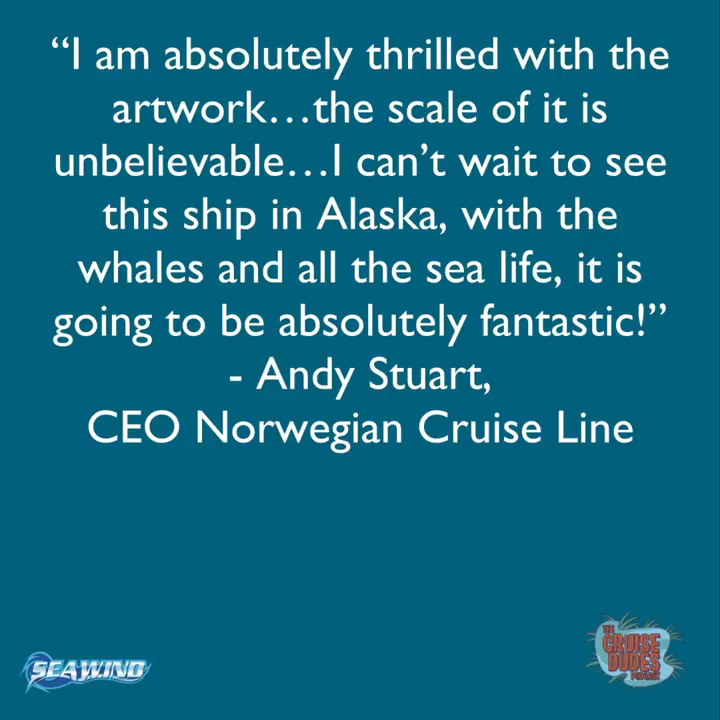 “I am absolutely thrilled with the
artwork…the scale of it is
unbelievable…I can’t wait to see
this ship in Alaska, with the
whales and all the sea life, it is
going to be absolutely fantastic!”
- Andy Stuart,
CEO Norwegian Cruise Line
THE
CRUISE
DUDES
PODCAST
SEAWIND